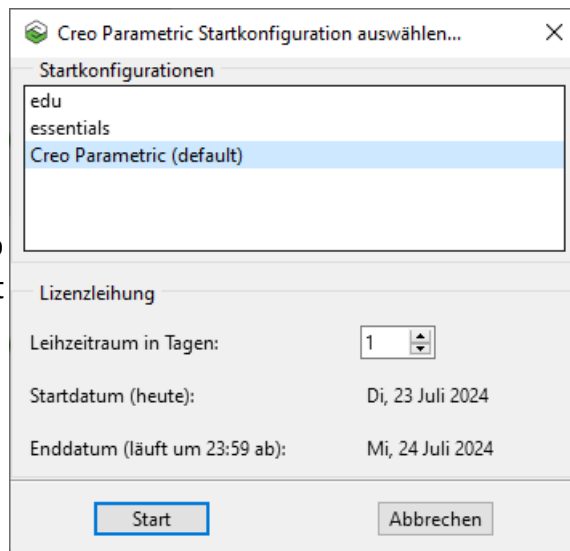 Creo Parametric Startkonfiguration auswählen...
Startkonfigurationen
edu
essentials
Creo Parametric (default)
Lizenzleihung
Leihzeitraum in Tagen: 1
Startdatum (heute): Di, 23 Juli 2024
Enddatum (läuft um 23:59 ab): Mi, 24 Juli 2024
Start Abbrechen